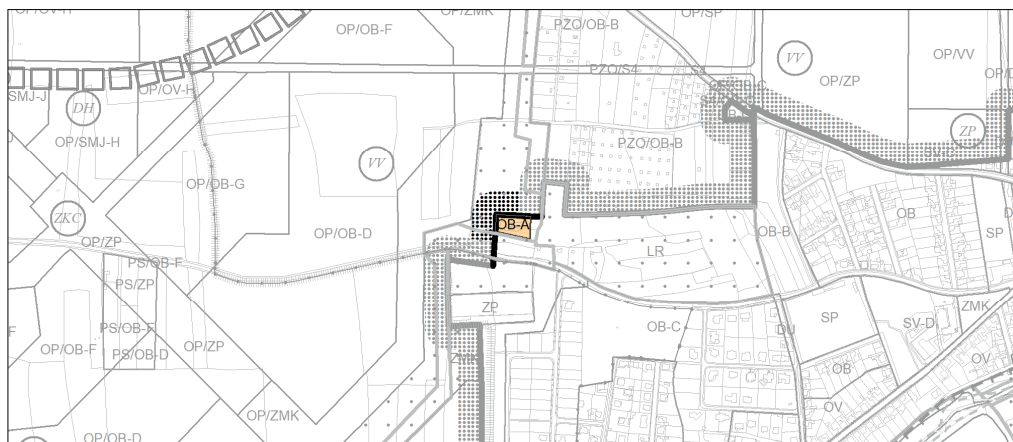 OP/OV-H
OP/ZMK
OP/OB-F
PZO/OB-B
OP/SP
VV
OP/VV
PZO/S4
S4
OP/ZP
SMJ-J
OP/OV-H
DH
OP/SMJ-H
ZP
PZO/OB-B
VV
OP/OB-G
ZKC
OB-A
OP/OB-D
OB-B
OB
SP
OP/ZP
PS/OB-F
LR
PS/ZP
ZP
OB-C
DU
SP
ZMK
SV-D
PS/OB-F
OP/OB-F
OP/ZP
PS/OB-D
ZMK
OB
OV
OP/ZMK
OV
OP/OB-D